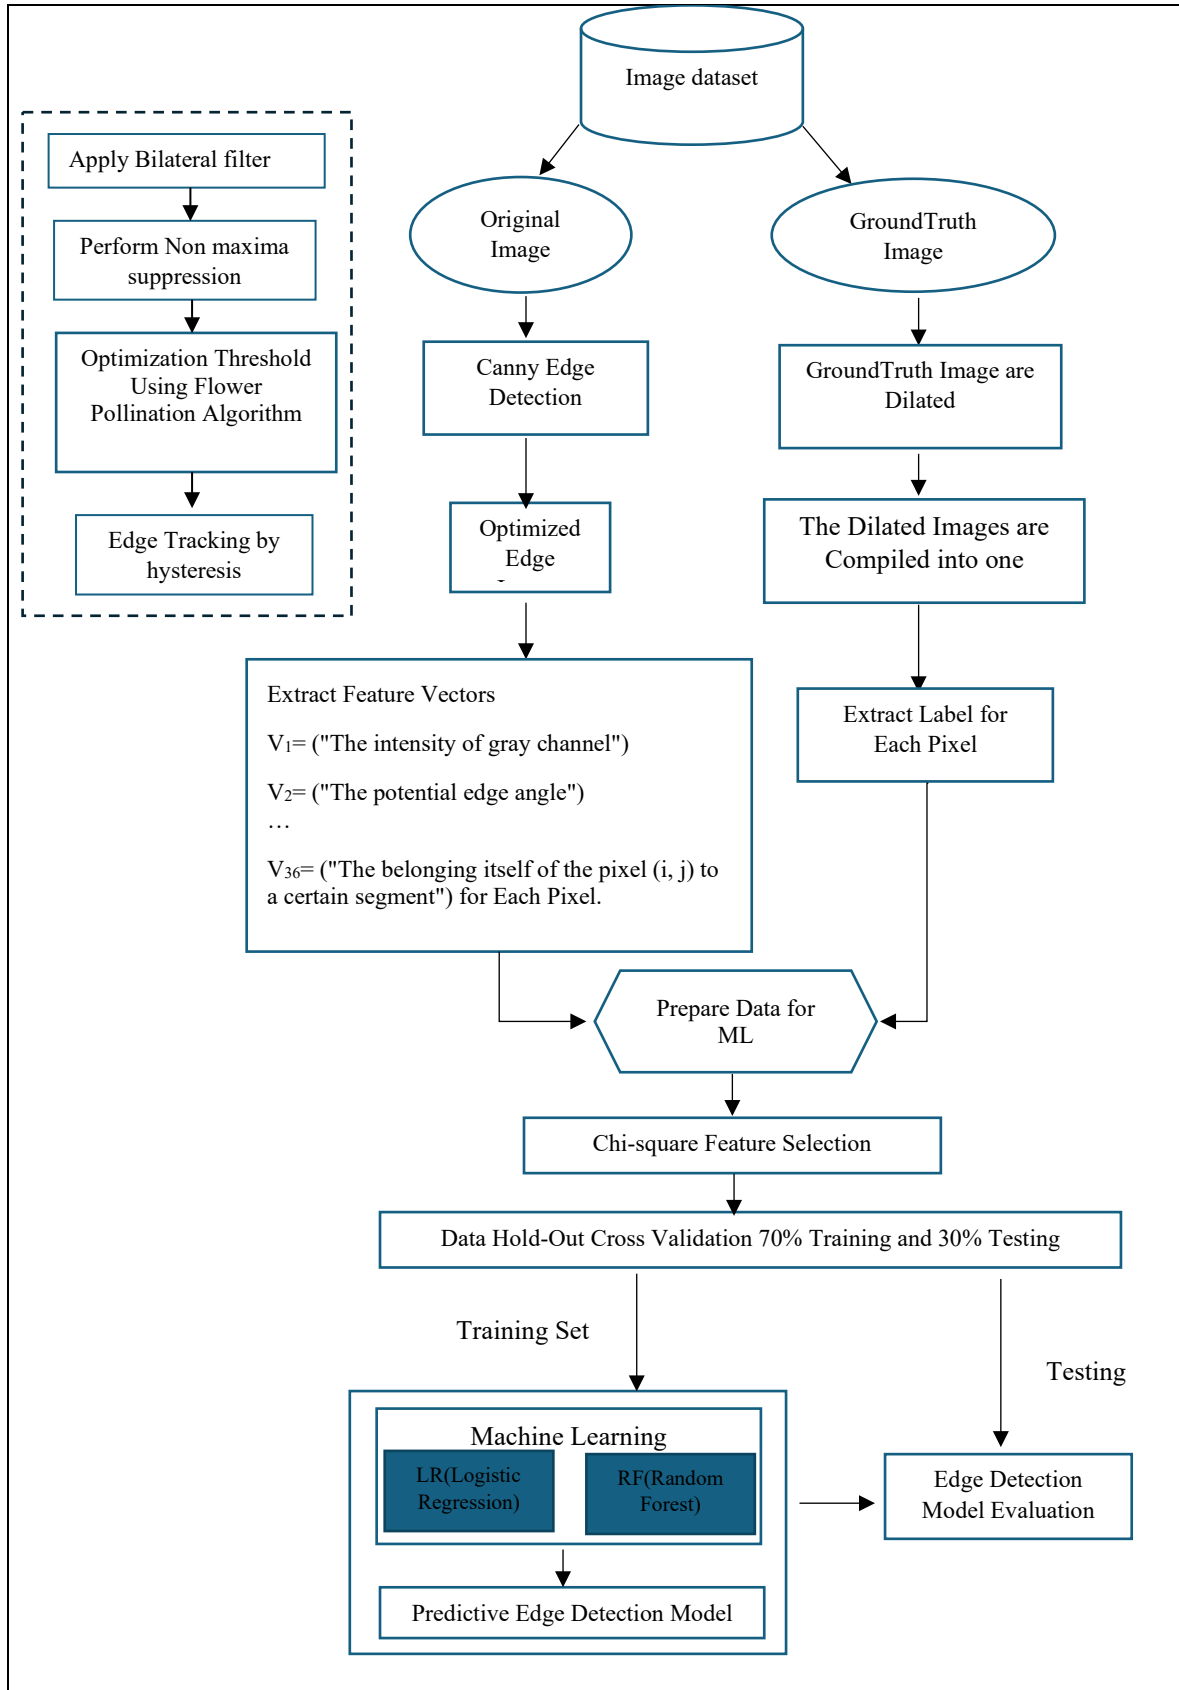 Image dataset
Apply Bilateral filter
Perform Non maxima
suppression
Optimization Threshold
Using Flower
Pollination Algorithm
Edge Tracking by
hysteresis
Original
Image
GroundTruth
Image
Canny Edge
Detection
GroundTruth Image are
Dilated
Optimized
Edge
The Dilated Images are
Compiled into one
Extract Feature Vectors
V₁= ("The intensity of gray channel")
V₂= ("The potential edge angle")
…
V₃₆= ("The belonging itself of the pixel (i, j) to
a certain segment") for Each Pixel.
Extract Label for
Each Pixel
Prepare Data for
ML
Chi-square Feature Selection
Data Hold-Out Cross Validation 70% Training and 30% Testing
Training Set
Testing
Machine Learning
LR(Logistic
Regression)
RF(Random
Forest)
Predictive Edge Detection Model
Edge Detection
Model Evaluation